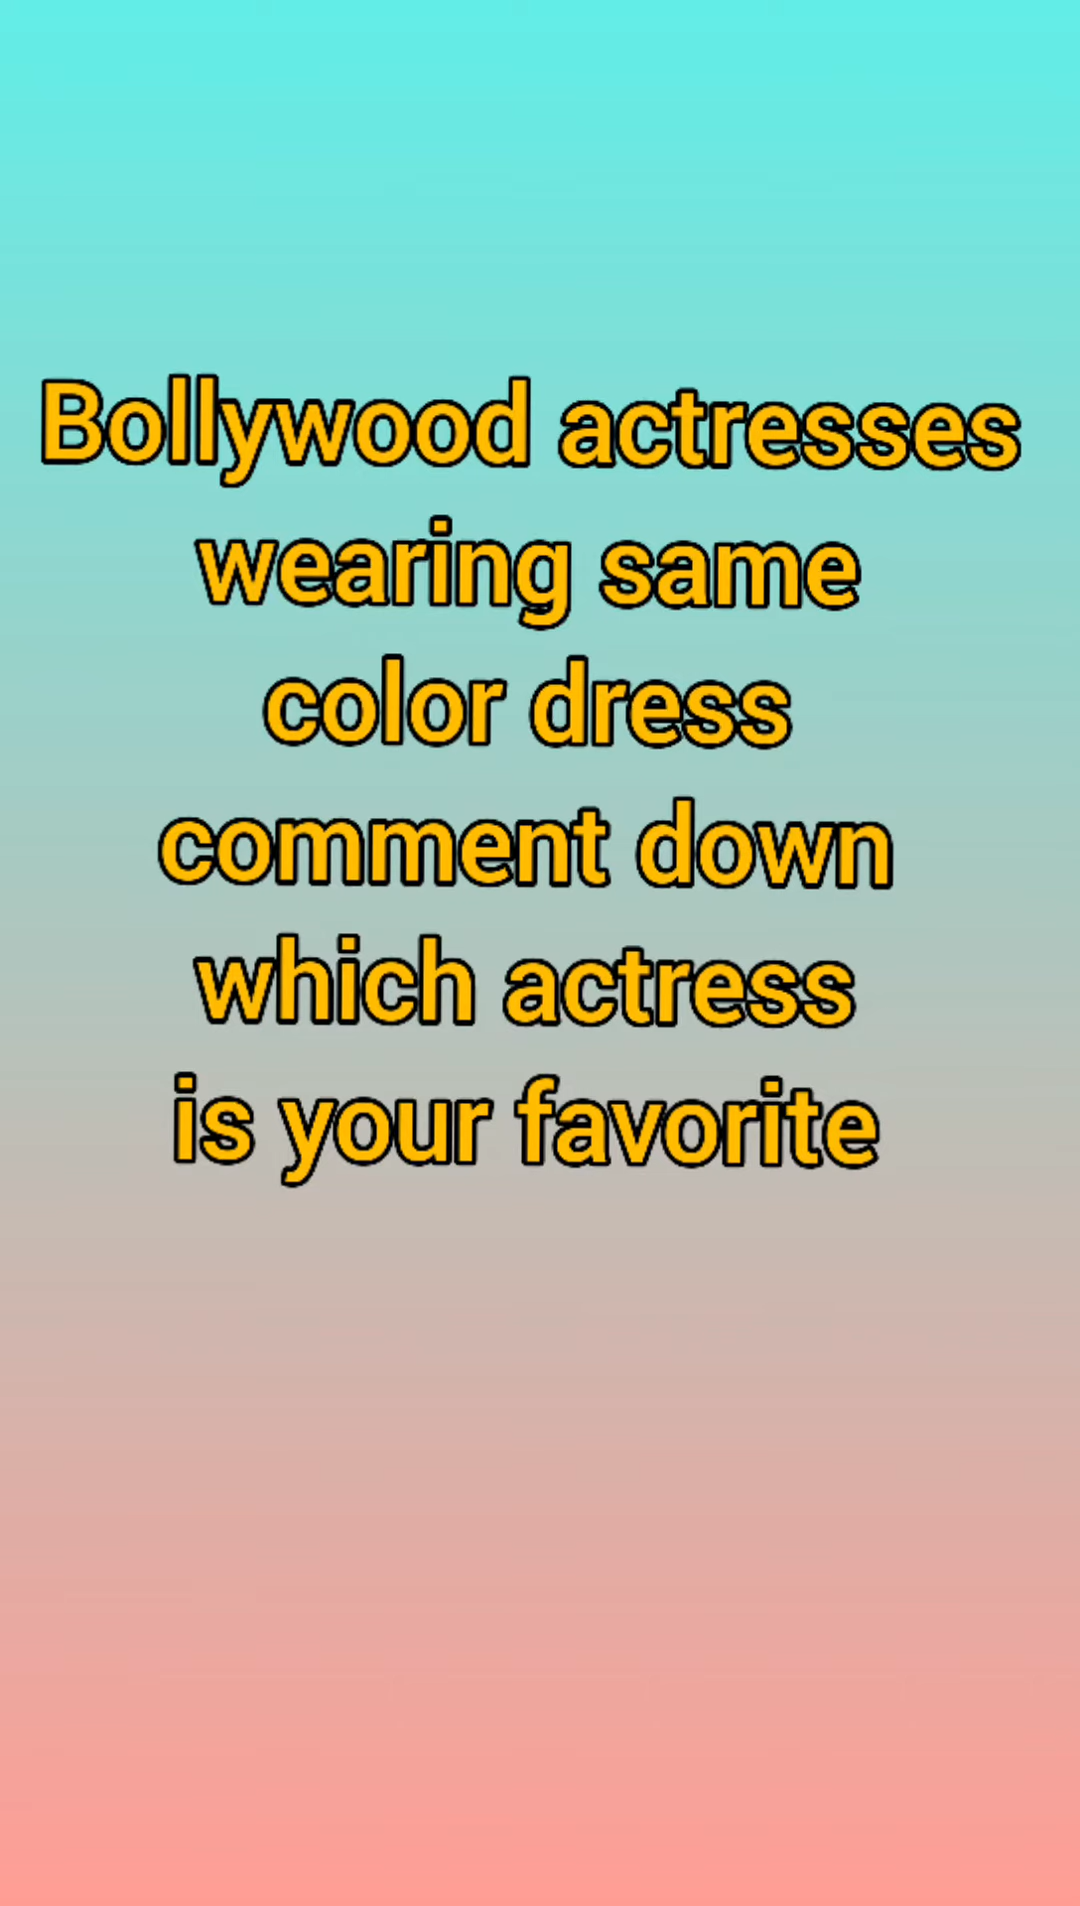 Bollywood actresses
wearing same
color dress
comment down
which actress
is your favorite